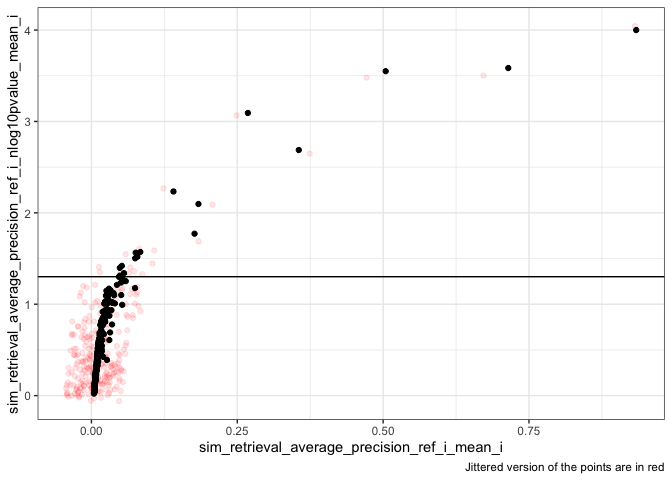 sim_retrieval_average_precision_ref_i_nlog10pvalue_mean_i
4
3
2
1
0
0.00 0.25 0.50 0.75
sim_retrieval_average_precision_ref_i_mean_i
Jittered version of the points are in red